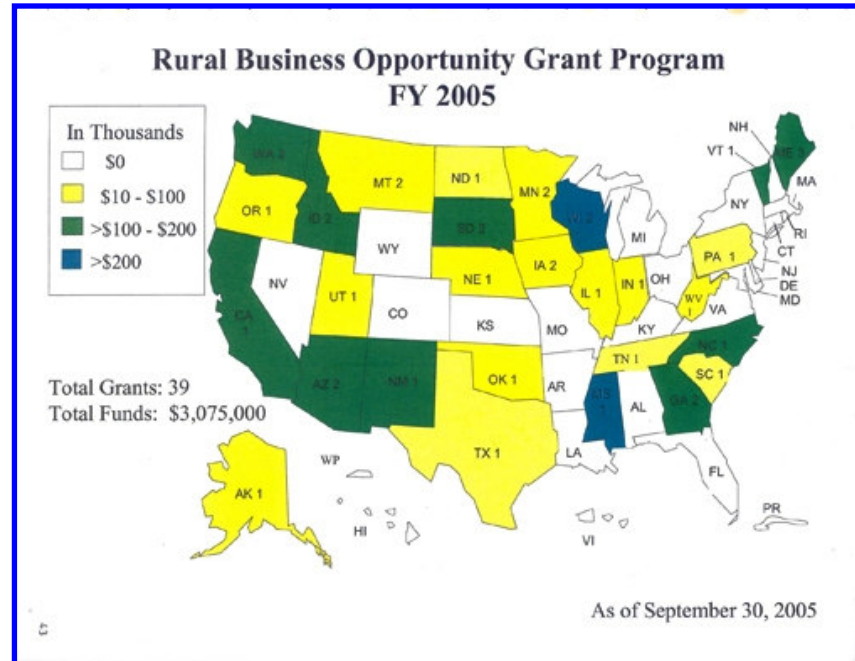 Rural Business Opportunity Grant Program
FY 2005
In Thousands
$0
$10 - $100
>$100 - $200
>$200
WA 2
OR 1
ID 2
MT 2
ND 1
MN 2
SD 2
WI 2
WY
NV
UT 1
CO
CA
1
AZ 2
NM 1
NE 1
KS
OK 1
TX 1
IA 2
MO
AR
LA
IL 1
IN 1
MI
OH
KY
TN 1
MS
AL
GA 2
FL
SC 1
NC 1
VA
WV
1
PA 1
NY
VT 1
NH
ME 3
MA
RI
CT
NJ
DE
MD
Total Grants: 39
Total Funds: $3,075,000
AK 1
WP
HI
VI
PR
As of September 30, 2005
43